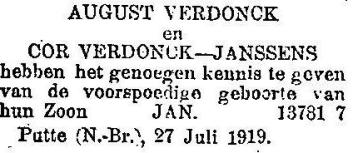 AUGUST VERDONCK
en
COR VERDONCK—JANSSENS
hebben het genoegen kennis te geven
van de voorspoedige geboorte van
hun Zoon JAN. 13781 7
Putte (N.-Br.), 27 Juli 1919.